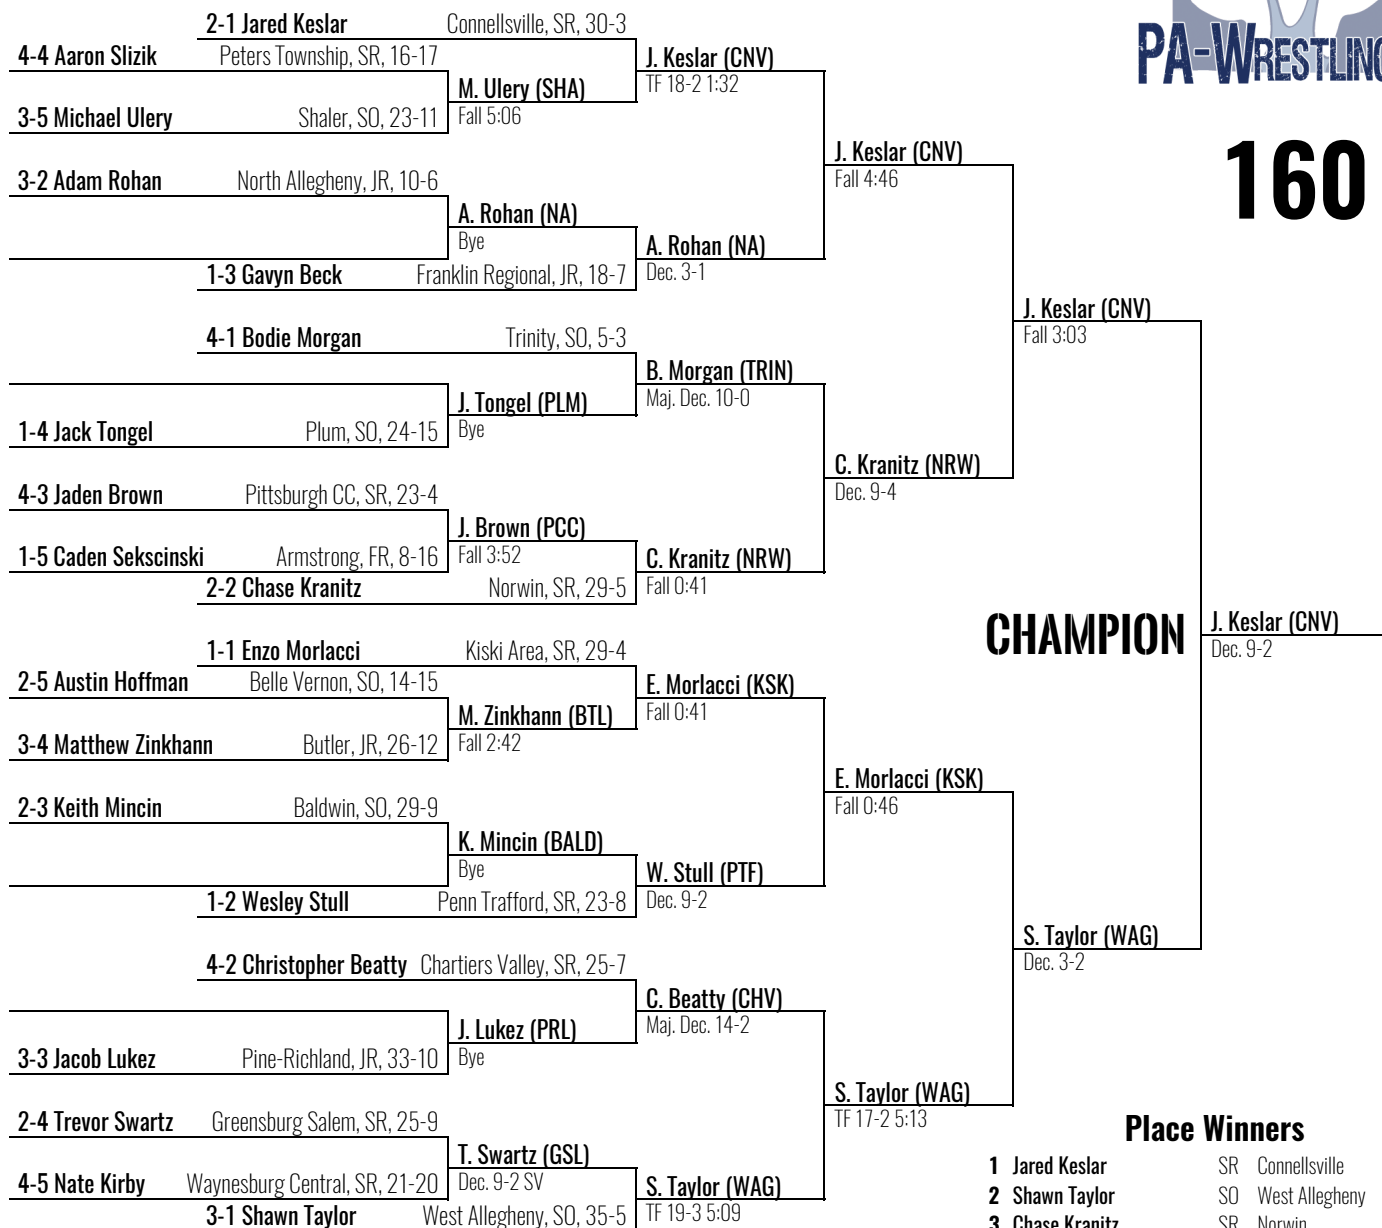 2-1 Jared Keslar Connellsville, SR, 30-3
4-4 Aaron Slizik Peters Township, SR, 16-17
J. Keslar (CNV)
TF 18-2 1:32
M. Ulery (SHA)
Fall 5:06
3-5 Michael Ulery Shaler, SO, 23-11
PA-WRESTLING
J. Keslar (CNV)
Fall 4:46
160
3-2 Adam Rohan North Allegheny, JR, 10-6
A. Rohan (NA)
Bye
A. Rohan (NA)
Dec. 3-1
1-3 Gavyn Beck Franklin Regional, JR, 18-7
J. Keslar (CNV)
Fall 3:03
4-1 Bodie Morgan Trinity, SO, 5-3
B. Morgan (TRIN)
Maj. Dec. 10-0
J. Tongel (PLM)
Bye
1-4 Jack Tongel Plum, SO, 24-15
C. Kranitz (NRW)
Dec. 9-4
4-3 Jaden Brown Pittsburgh CC, SR, 23-4
J. Brown (PCC)
Fall 3:52
1-5 Caden Sekscinski Armstrong, FR, 8-16
C. Kranitz (NRW)
Fall 0:41
2-2 Chase Kranitz Norwin, SR, 29-5
CHAMPION
J. Keslar (CNV)
Dec. 9-2
1-1 Enzo Morlacci Kiski Area, SR, 29-4
2-5 Austin Hoffman Belle Vernon, SO, 14-15
E. Morlacci (KSK)
Fall 0:41
M. Zinkhann (BTL)
Fall 2:42
3-4 Matthew Zinkhann Butler, JR, 26-12
E. Morlacci (KSK)
Fall 0:46
2-3 Keith Mincin Baldwin, SO, 29-9
K. Mincin (BALD)
Bye
W. Stull (PTF)
Dec. 9-2
1-2 Wesley Stull Penn Trafford, SR, 23-8
S. Taylor (WAG)
Dec. 3-2
4-2 Christopher Beatty Chartiers Valley, SR, 25-7
C. Beatty (CHV)
Maj. Dec. 14-2
J. Lukez (PRL)
Bye
3-3 Jacob Lukez Pine-Richland, JR, 33-10
S. Taylor (WAG)
TF 17-2 5:13
2-4 Trevor Swartz Greensburg Salem, SR, 25-9
T. Swartz (GSL)
Dec. 9-2 SV
4-5 Nate Kirby Waynesburg Central, SR, 21-20
S. Taylor (WAG)
TF 19-3 5:09
3-1 Shawn Taylor West Allegheny, SO, 35-5
Place Winners
1 Jared Keslar SR Connellsville
2 Shawn Taylor SO West Allegheny
3 Chase Kranitz SR Norwin